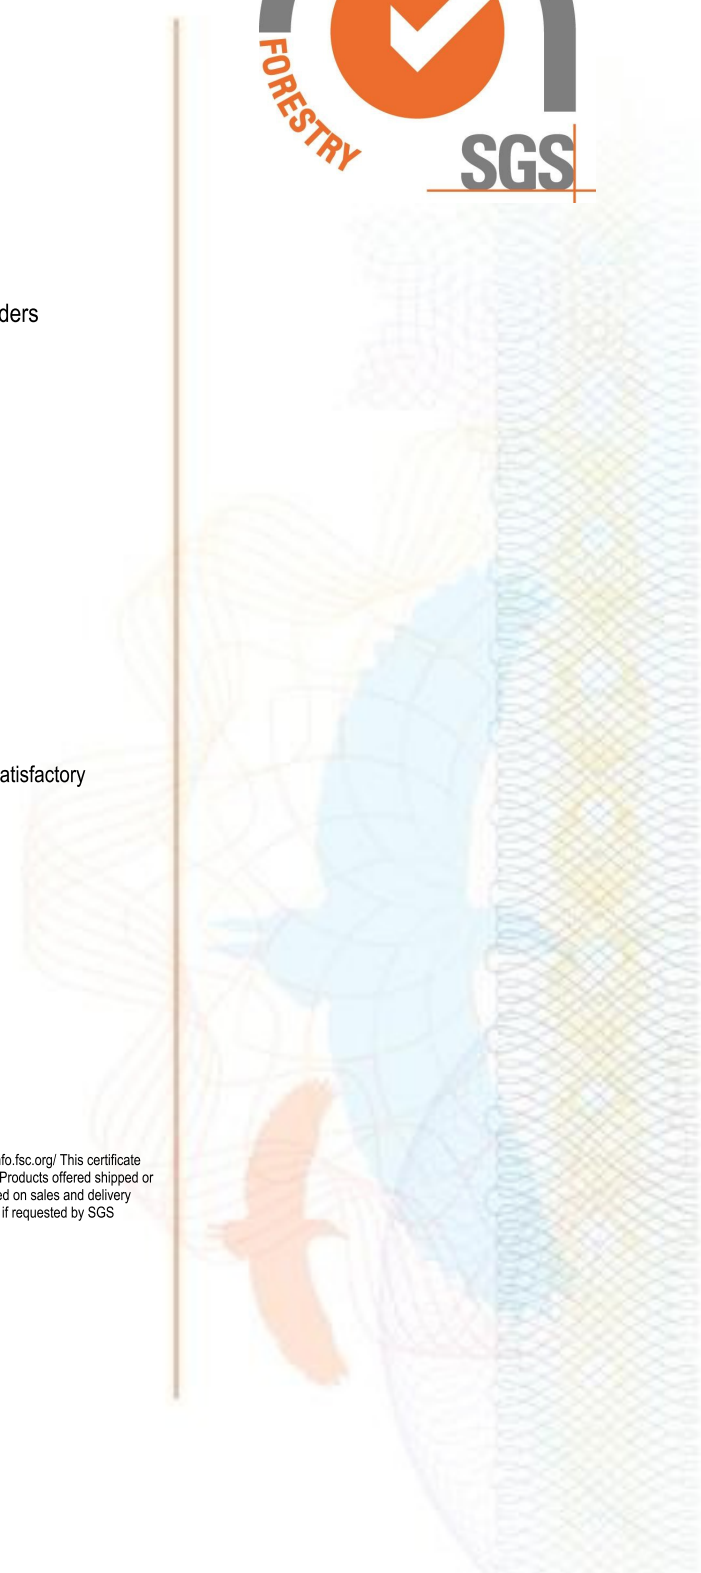 FORESTRY
SGS
ders
atisfactory
nfo.fsc.org/ This certificate
Products offered shipped or
ed on sales and delivery
if requested by SGS